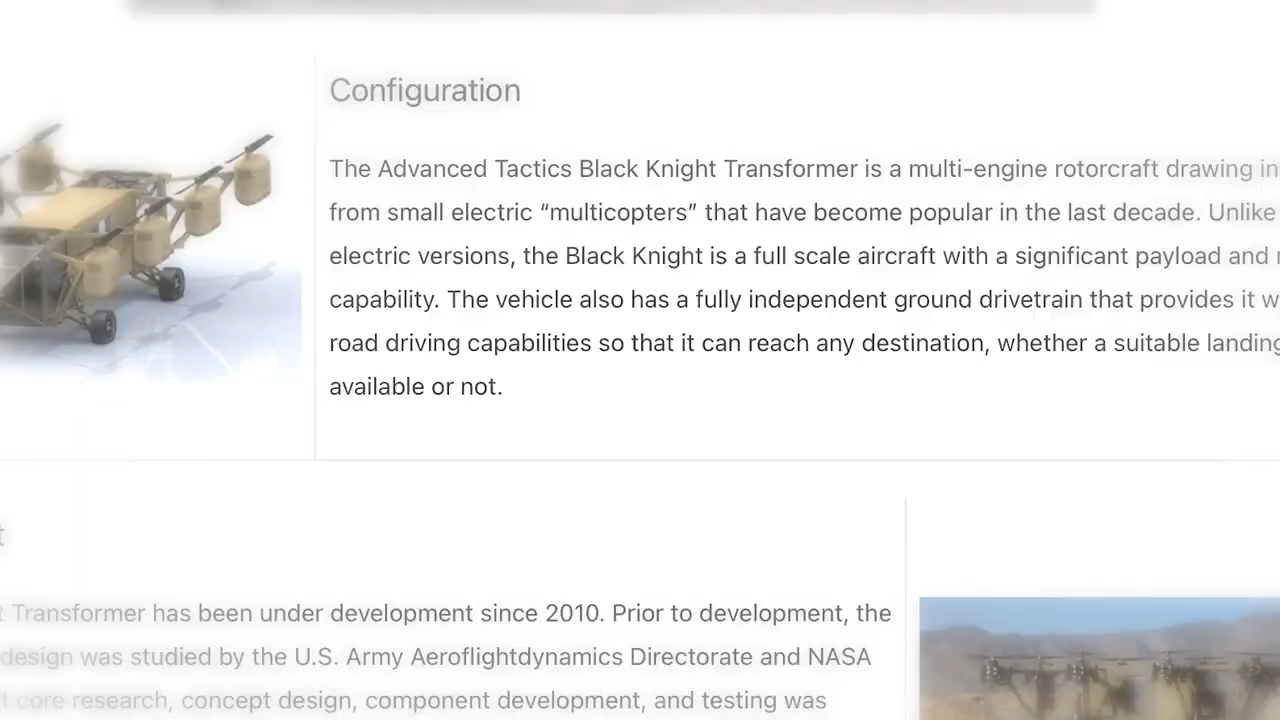 Configuration
The Advanced Tactics Black Knight Transformer is a multi-engine rotorcraft drawing in
from small electric “multicopters” that have become popular in the last decade. Unlike
electric versions, the Black Knight is a full scale aircraft with a significant payload and
capability. The vehicle also has a fully independent ground drivetrain that provides it w
road driving capabilities so that it can reach any destination, whether a suitable landing
available or not.
t
t Transformer has been under development since 2010. Prior to development, the
design was studied by the U.S. Army Aeroflightdynamics Directorate and NASA
t core research, concept design, component development, and testing was